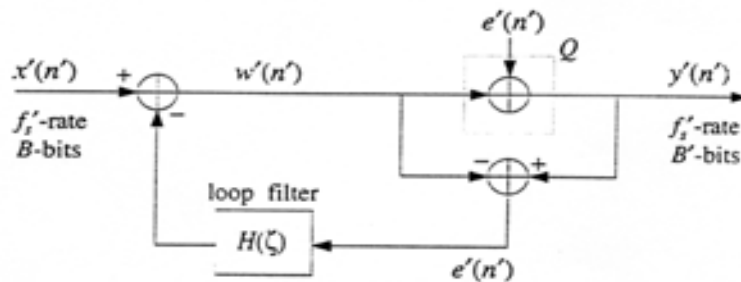 e'(n')
Q
x'(n') + w'(n') y'(n')
−
f_s'-rate
B-bits
f_s'-rate
B'-bits
− +
loop filter
H(ζ)
e'(n')